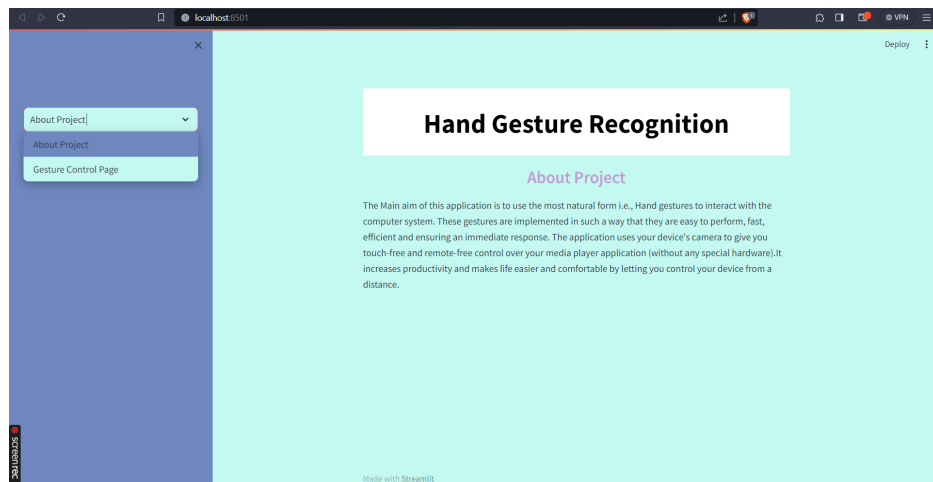 localhost:8501
VPN
Deploy
About Project
About Project
Gesture Control Page
Hand Gesture Recognition
About Project
The Main aim of this application is to use the most natural form i.e., Hand gestures to interact with the
computer system. These gestures are implemented in such a way that they are easy to perform, fast,
efficient and ensuring an immediate response. The application uses your device's camera to give you
touch-free and remote-free control over your media player application (without any special hardware).It
increases productivity and makes life easier and comfortable by letting you control your device from a
distance.
Made with Streamlit
screenrec